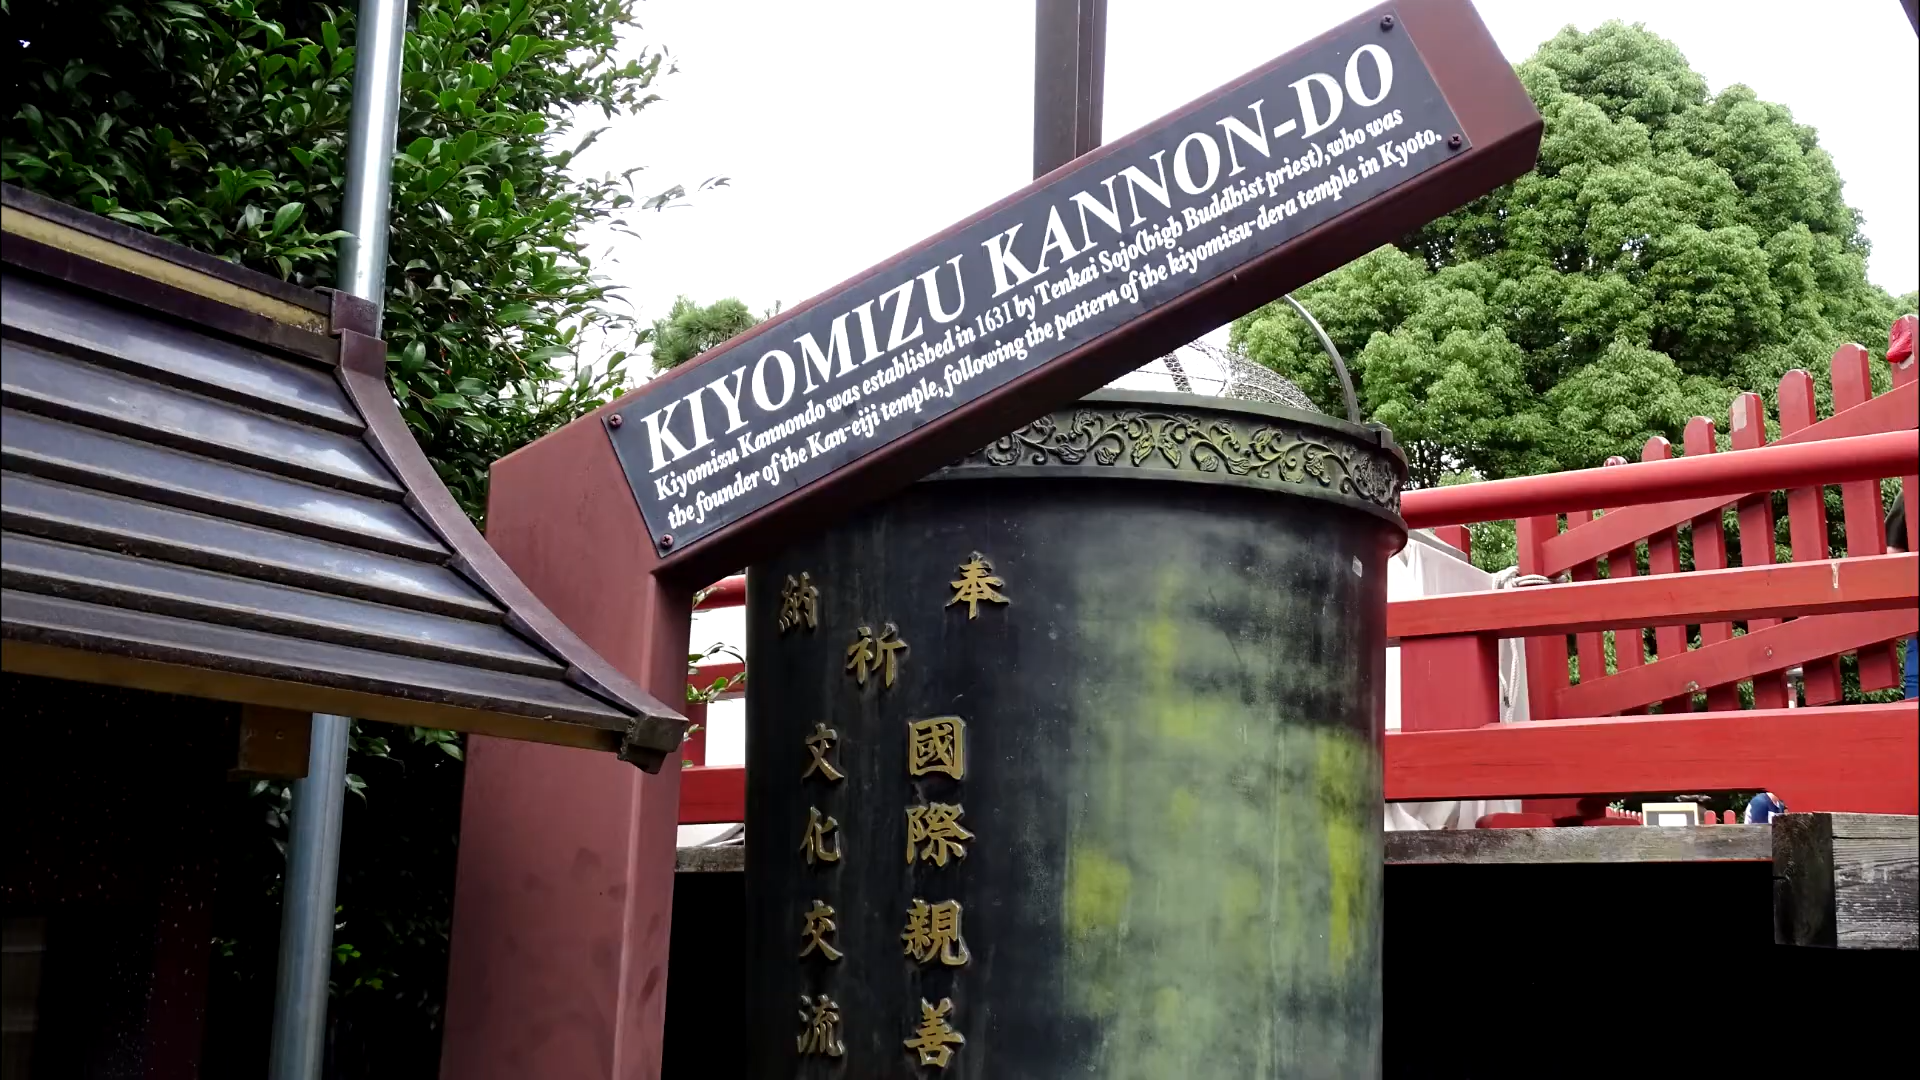 KIYOMIZU KANNON-DO
Kiyomizu Kannondo was established in 1631 by Tenkai Sojo(high Buddhist priest),who was
the founder of the Kan-eiji temple, following the pattern of the kiyomizu-dera temple in Kyoto.
奉
納
祈
國際親善
文化交流